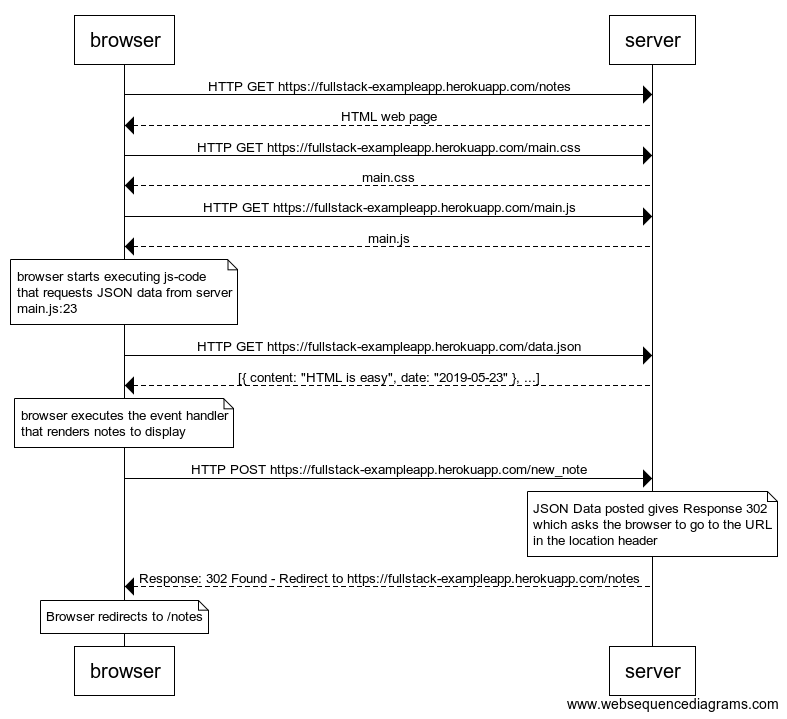 browser
server
HTTP GET https://fullstack-exampleapp.herokuapp.com/notes
HTML web page
HTTP GET https://fullstack-exampleapp.herokuapp.com/main.css
main.css
HTTP GET https://fullstack-exampleapp.herokuapp.com/main.js
main.js
browser starts executing js-code
that requests JSON data from server
main.js:23
HTTP GET https://fullstack-exampleapp.herokuapp.com/data.json
[{ content: "HTML is easy", date: "2019-05-23" }, ...]
browser executes the event handler
that renders notes to display
HTTP POST https://fullstack-exampleapp.herokuapp.com/new_note
JSON Data posted gives Response 302
which asks the browser to go to the URL
in the location header
Response: 302 Found - Redirect to https://fullstack-exampleapp.herokuapp.com/notes
Browser redirects to /notes
browser
server
www.websequencediagrams.com